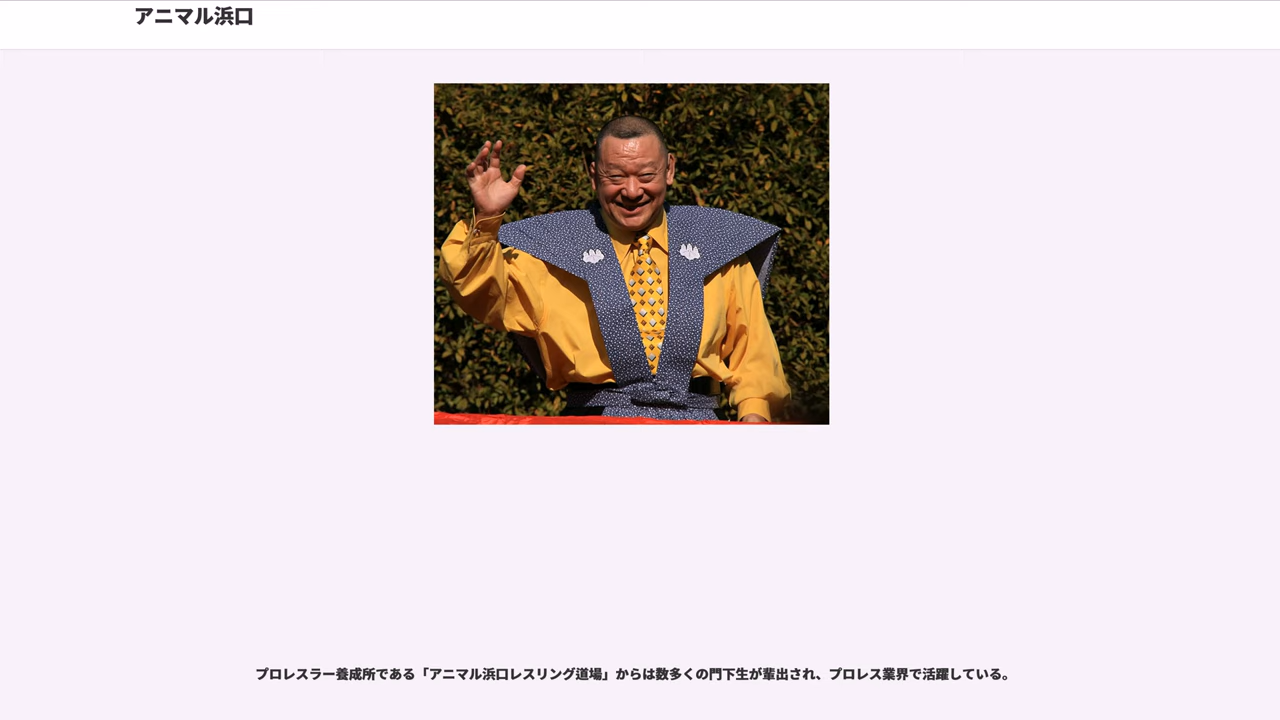 アニマル浜口
プロレスラー養成所である「アニマル浜口レスリング道場」からは数多くの門下生が輩出され、プロレス業界で活躍している。